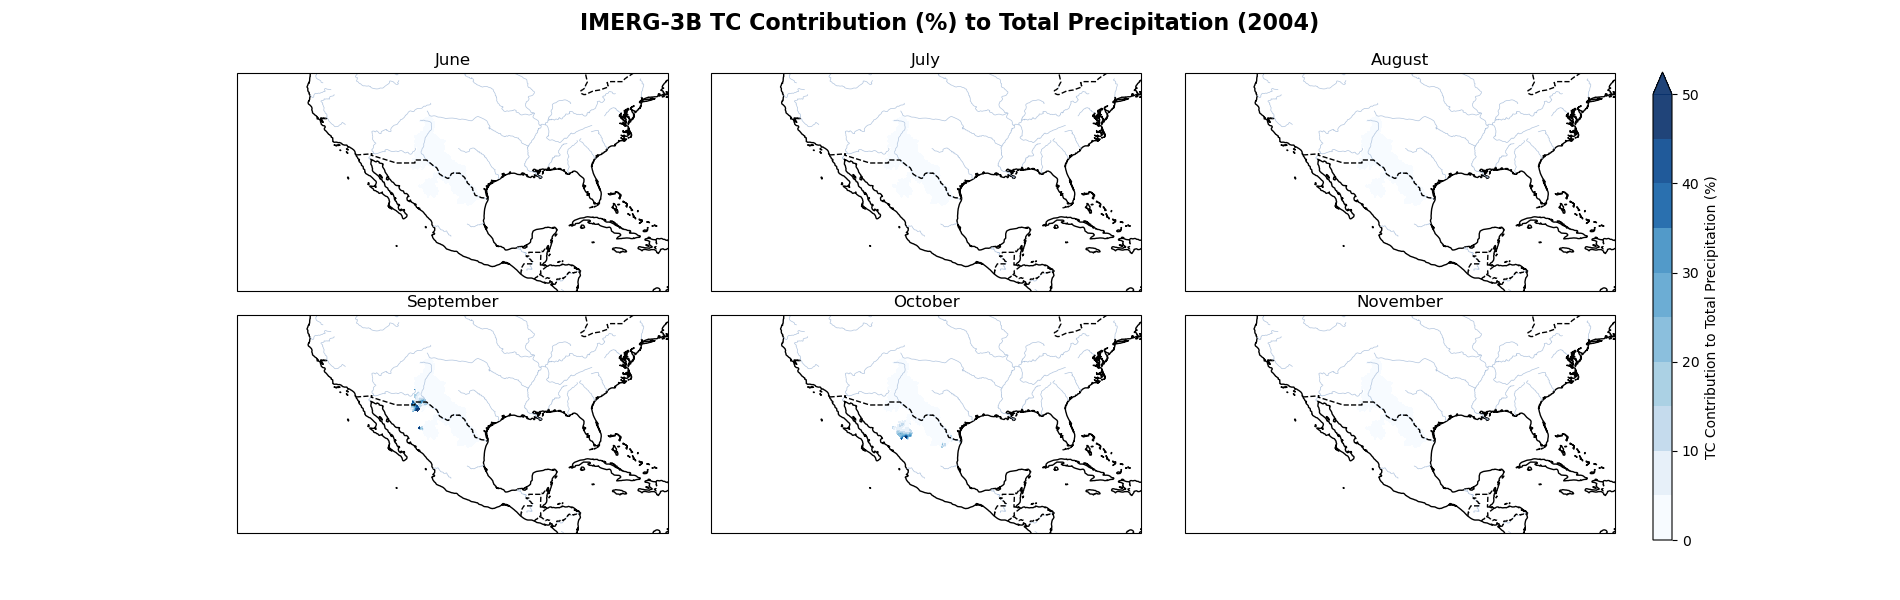 IMERG-3B TC Contribution (%) to Total Precipitation (2004)
June
July
August
September
October
November
50
40
30
20
10
0
TC Contribution to Total Precipitation (%)